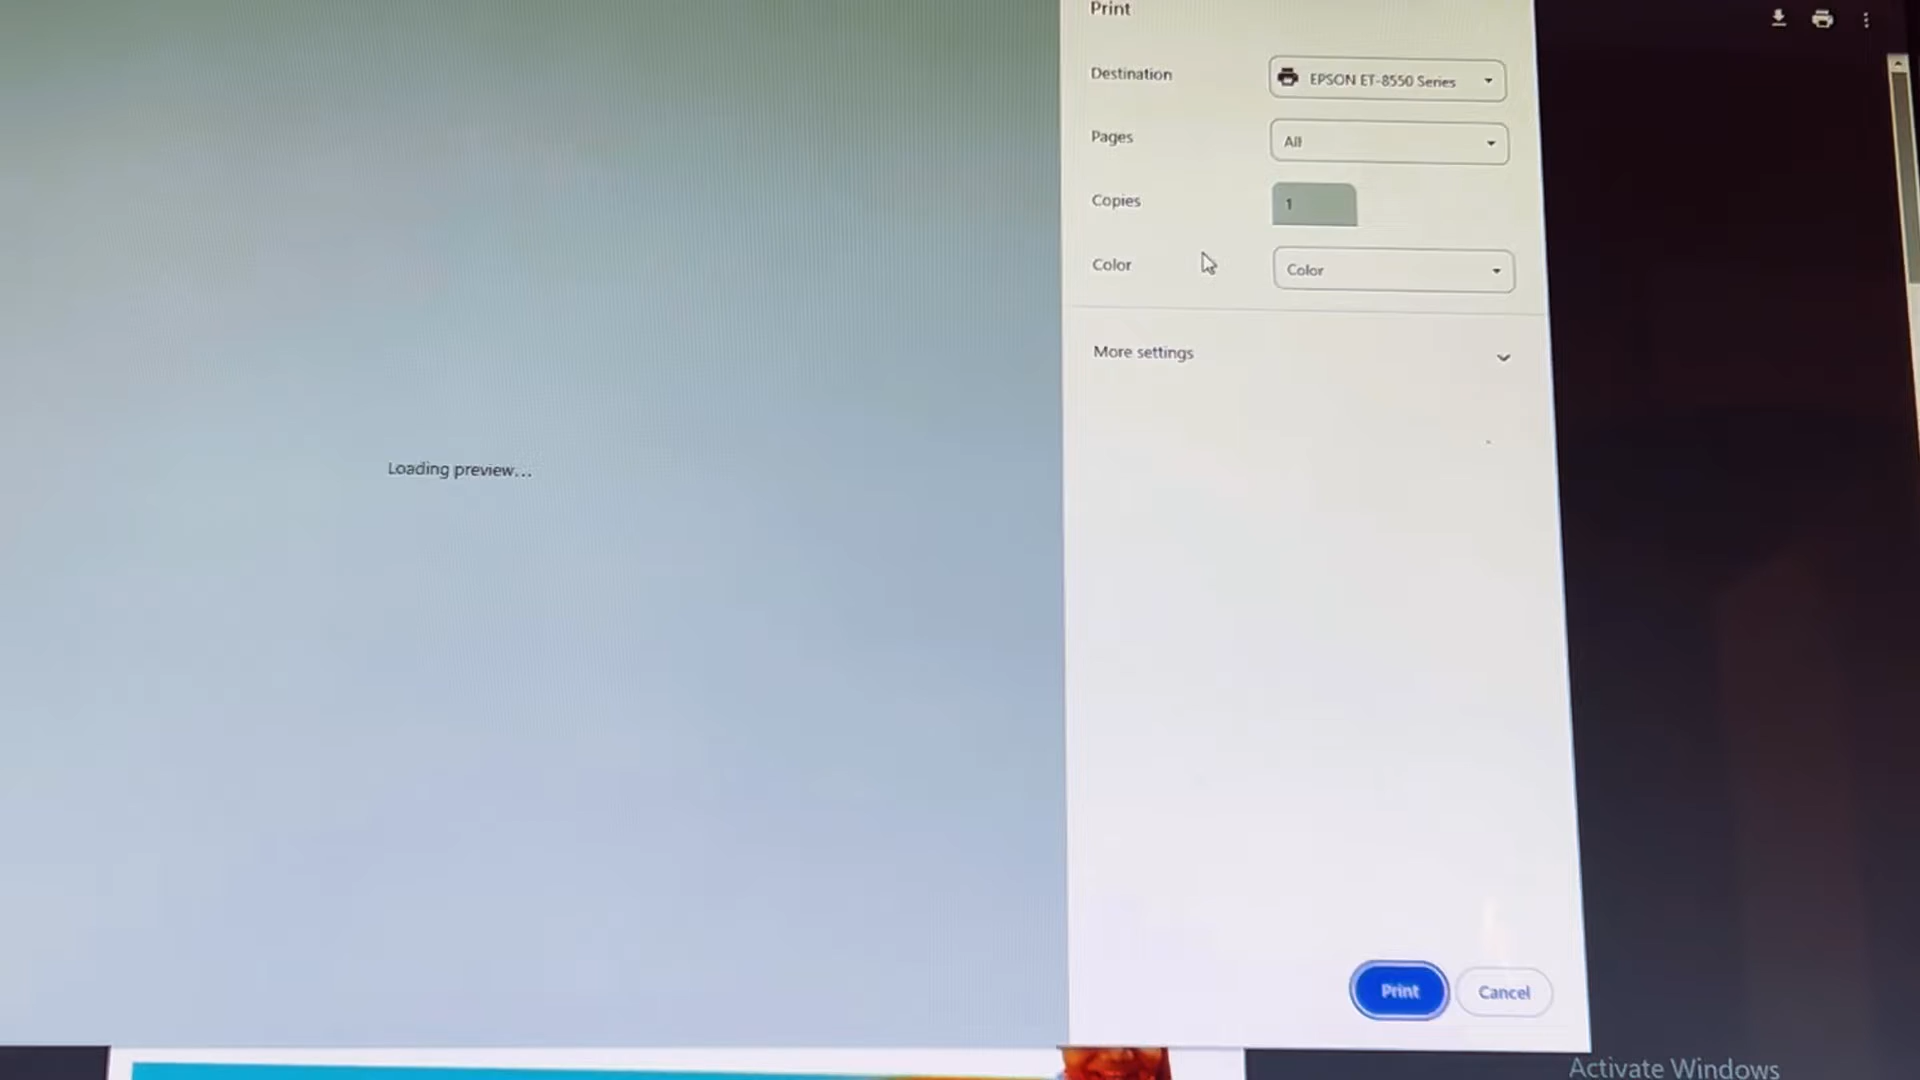 Print
Destination
EPSON ET-8550 Series
Pages
All
Copies
1
Color
Color
More settings
Loading preview...
Print
Cancel
Activate Windows